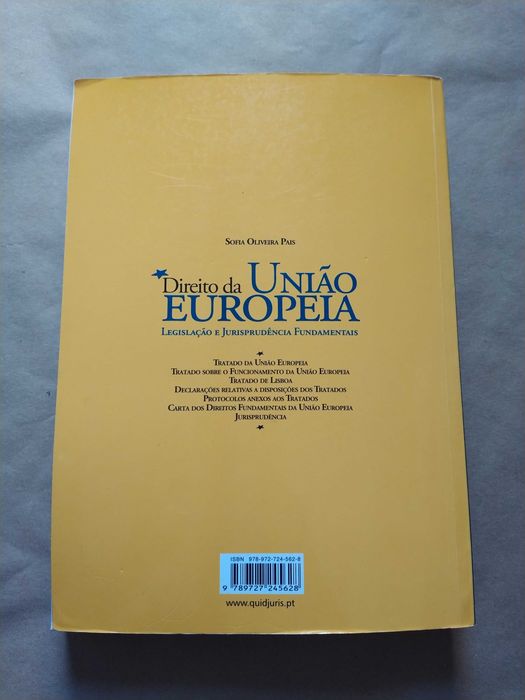 Sofia Oliveira Pais
Direito da União
Europeia
Legislação e Jurisprudência Fundamentais
Tratado da União Europeia
Tratado sobre o Funcionamento da União Europeia
Tratado de Lisboa
Declarações relativas a disposições dos Tratados
Protocolos anexos aos Tratados
Carta dos Direitos Fundamentais da União Europeia
Jurisprudência
ISBN 978-972-724-562-8
9 789727 245628
www.quidjuris.pt